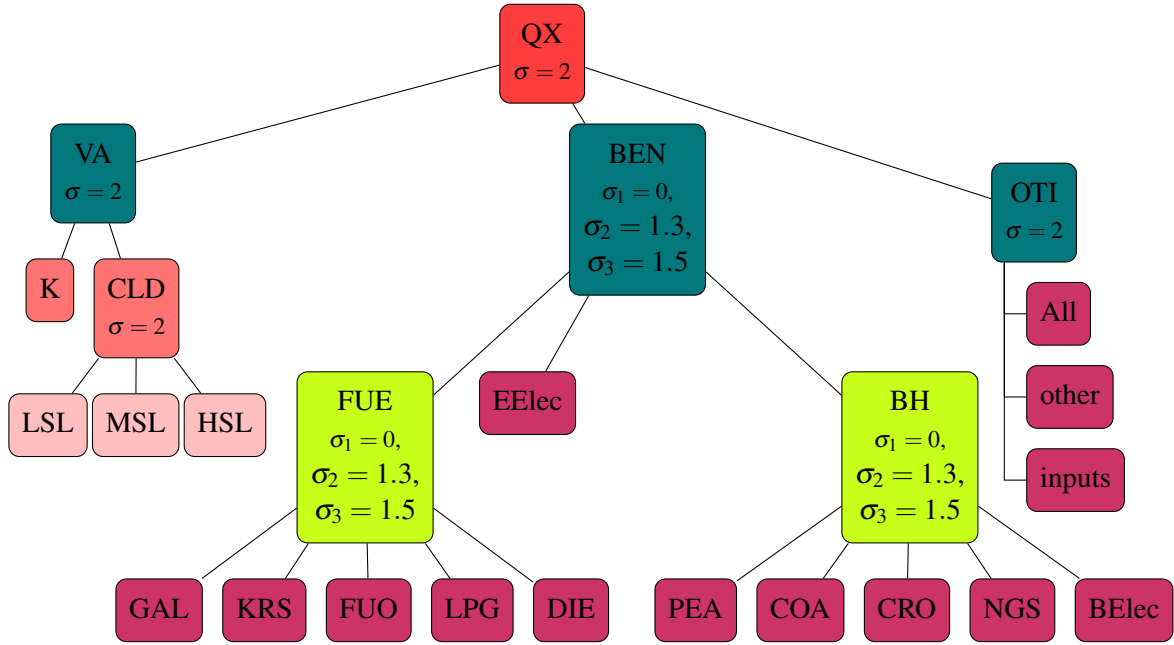 QX
σ = 2
VA
σ = 2
BEN
σ₁ = 0,
σ₂ = 1.3,
σ₃ = 1.5
OTI
σ = 2
K
CLD
σ = 2
All
other
inputs
LSL
MSL
HSL
FUE
σ₁ = 0,
σ₂ = 1.3,
σ₃ = 1.5
EElec
BH
σ₁ = 0,
σ₂ = 1.3,
σ₃ = 1.5
GAL
KRS
FUO
LPG
DIE
PEA
COA
CRO
NGS
BElec